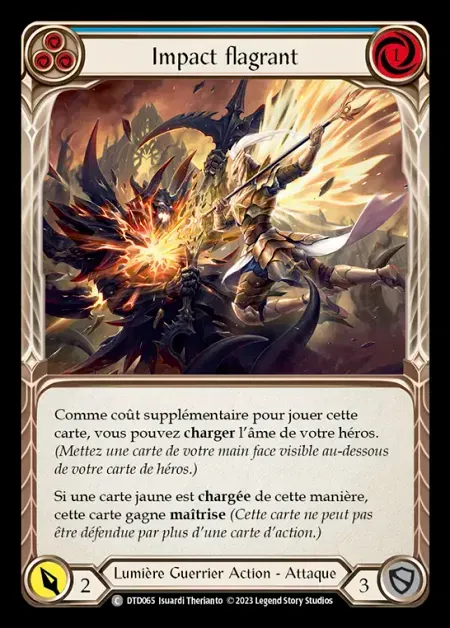 Impact flagrant
1
Comme coût supplémentaire pour jouer cette
carte, vous pouvez charger l'âme de votre héros.
(Mettez une carte de votre main face visible au-dessous
de votre carte de héros.)
Si une carte jaune est chargée de cette manière,
cette carte gagne maîtrise (Cette carte ne peut pas
être défendue par plus d'une carte d'action.)
2
Lumière Guerrier Action - Attaque
3
C DTD065 Isuardi Therianto © 2023 Legend Story Studios